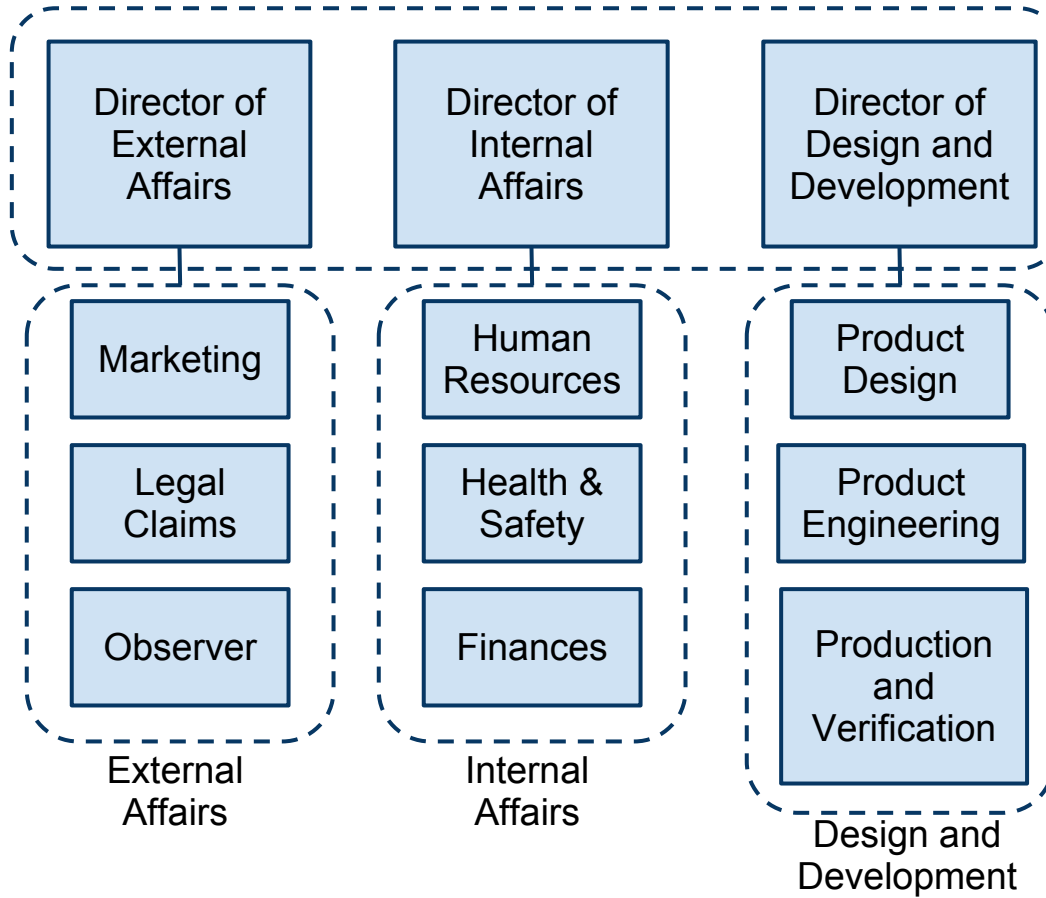 Director of
External
Affairs
Director of
Internal
Affairs
Director of
Design and
Development
Marketing
Legal
Claims
Observer
External
Affairs
Human
Resources
Health &
Safety
Finances
Internal
Affairs
Product
Design
Product
Engineering
Production
and
Verification
Design and
Development